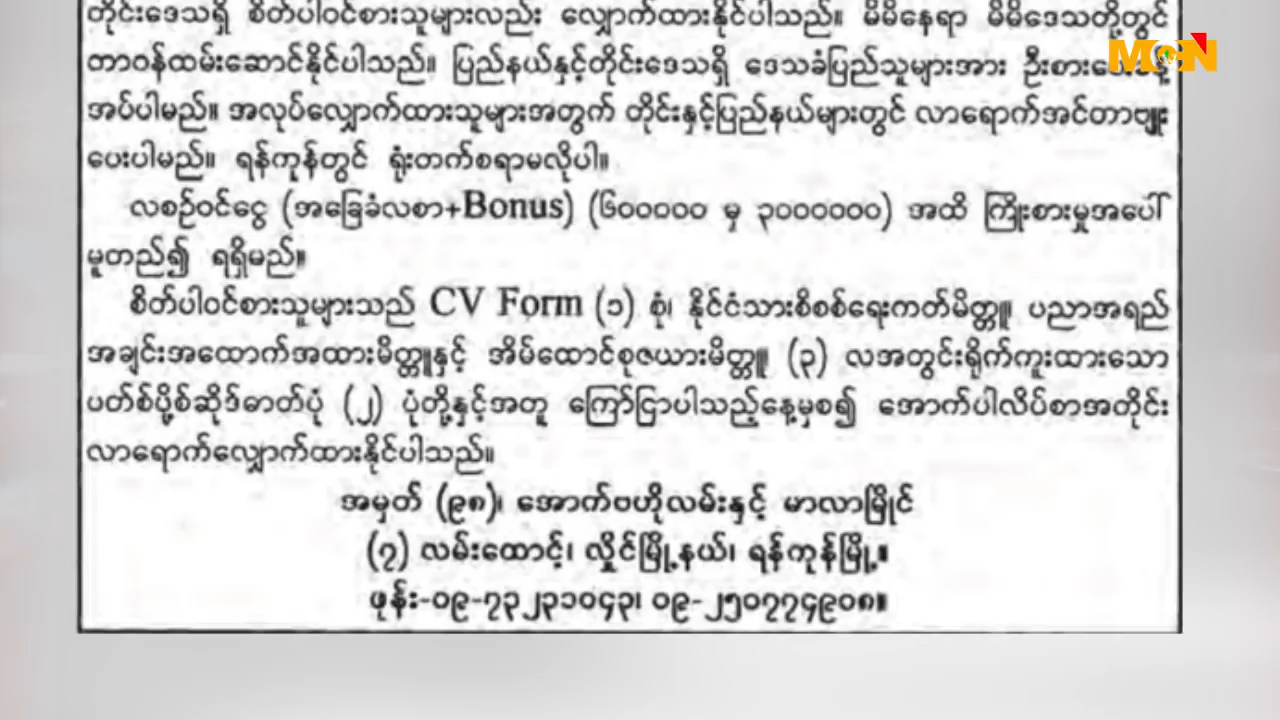 တိုင်းဒေသရှိ စိတ်ပါဝင်စားသူများလည်း လျှောက်ထားနိုင်ပါသည်။ မိမိနေရာ မိမိဒေသတို့တွင်
တာဝန်ထမ်းဆောင်နိုင်ပါသည်။ ပြည်နယ်နှင့်တိုင်းဒေသရှိ ဒေသခံပြည်သူများအား
အပ်ပါမည်။ အလုပ်လျှောက်ထားသူများအတွက် တိုင်းနှင့်ပြည်နယ်များတွင် လာရောက်အင်တာဗျူး
ပေးပါမည်။ ရန်ကုန်တွင် ရုံးတက်စရာမလိုပါ။
လစဉ်ဝင်ငွေ (အခြေခံလစာ+Bonus) (၆၀၀၀၀၀ မှ ၃၀၀၀၀၀၀) အထိ ကြိုးစားမှုအပေါ်
မူတည်၍ ရရှိမည်။
စိတ်ပါဝင်စားသူများသည် CV Form (၁) စုံ၊ နိုင်ငံသားစိစစ်ရေးကတ်မိတ္တူ၊ ပညာအရည်
အချင်းအထောက်အထားမိတ္တူနှင့် အိမ်ထောင်စုဇယားမိတ္တူ၊ (၃) လအတွင်းရိုက်ကူးထားသော
ပတ်စ်ပို့စ်ဆိုဒ်ဓာတ်ပုံ (၂) ပုံတို့နှင့်အတူ ကြော်ငြာပါသည့်နေ့မှစ၍ အောက်ပါလိပ်စာအတိုင်း
လာရောက်လျှောက်ထားနိုင်ပါသည်။
အမှတ် (၉၈)၊ အောက်ဗဟိုလမ်းနှင့် မာလာမြိုင်
(၇) လမ်းထောင့်၊ လှိုင်မြို့နယ်၊ ရန်ကုန်မြို့။
ဖုန်း-၀၉-၇၃၂၃၁၀၄၃၊ ၀၉-၂၅၀၇၇၄၉၀၈။